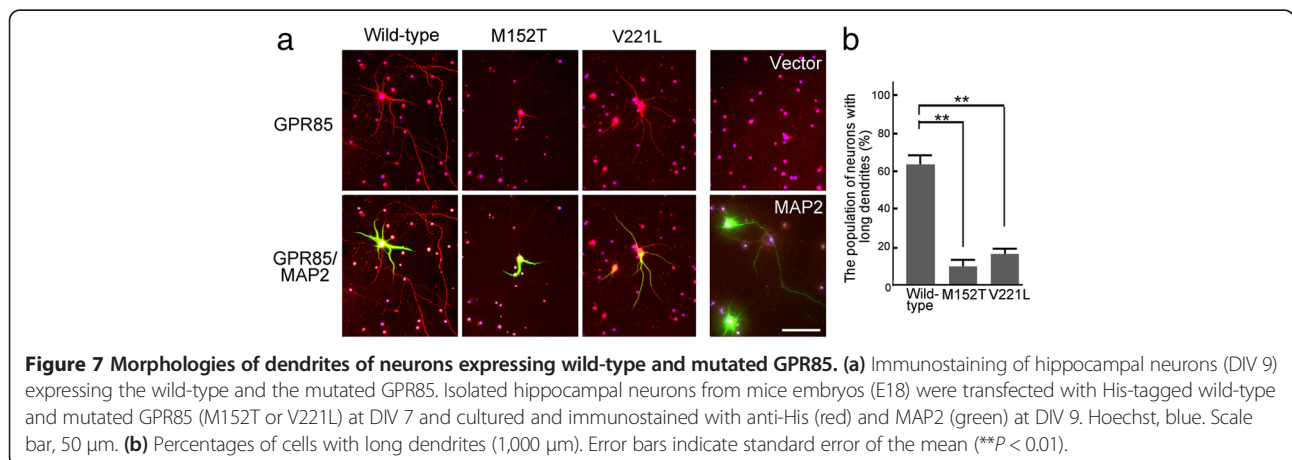 a
Wild-type M152T V221L
Vector
GPR85
MAP2
GPR85/
MAP2
b
The population of neurons with
long dendrites (%)
100
80
60
40
20
0
**
**
Wild-
type M152T V221L
Figure 7 Morphologies of dendrites of neurons expressing wild-type and mutated GPR85. (a) Immunostaining of hippocampal neurons (DIV 9)
expressing the wild-type and the mutated GPR85. Isolated hippocampal neurons from mice embryos (E18) were transfected with His-tagged wild-type
and mutated GPR85 (M152T or V221L) at DIV 7 and cultured and immunostained with anti-His (red) and MAP2 (green) at DIV 9. Hoechst, blue. Scale
bar, 50 μm. (b) Percentages of cells with long dendrites (1,000 μm). Error bars indicate standard error of the mean (**P < 0.01).